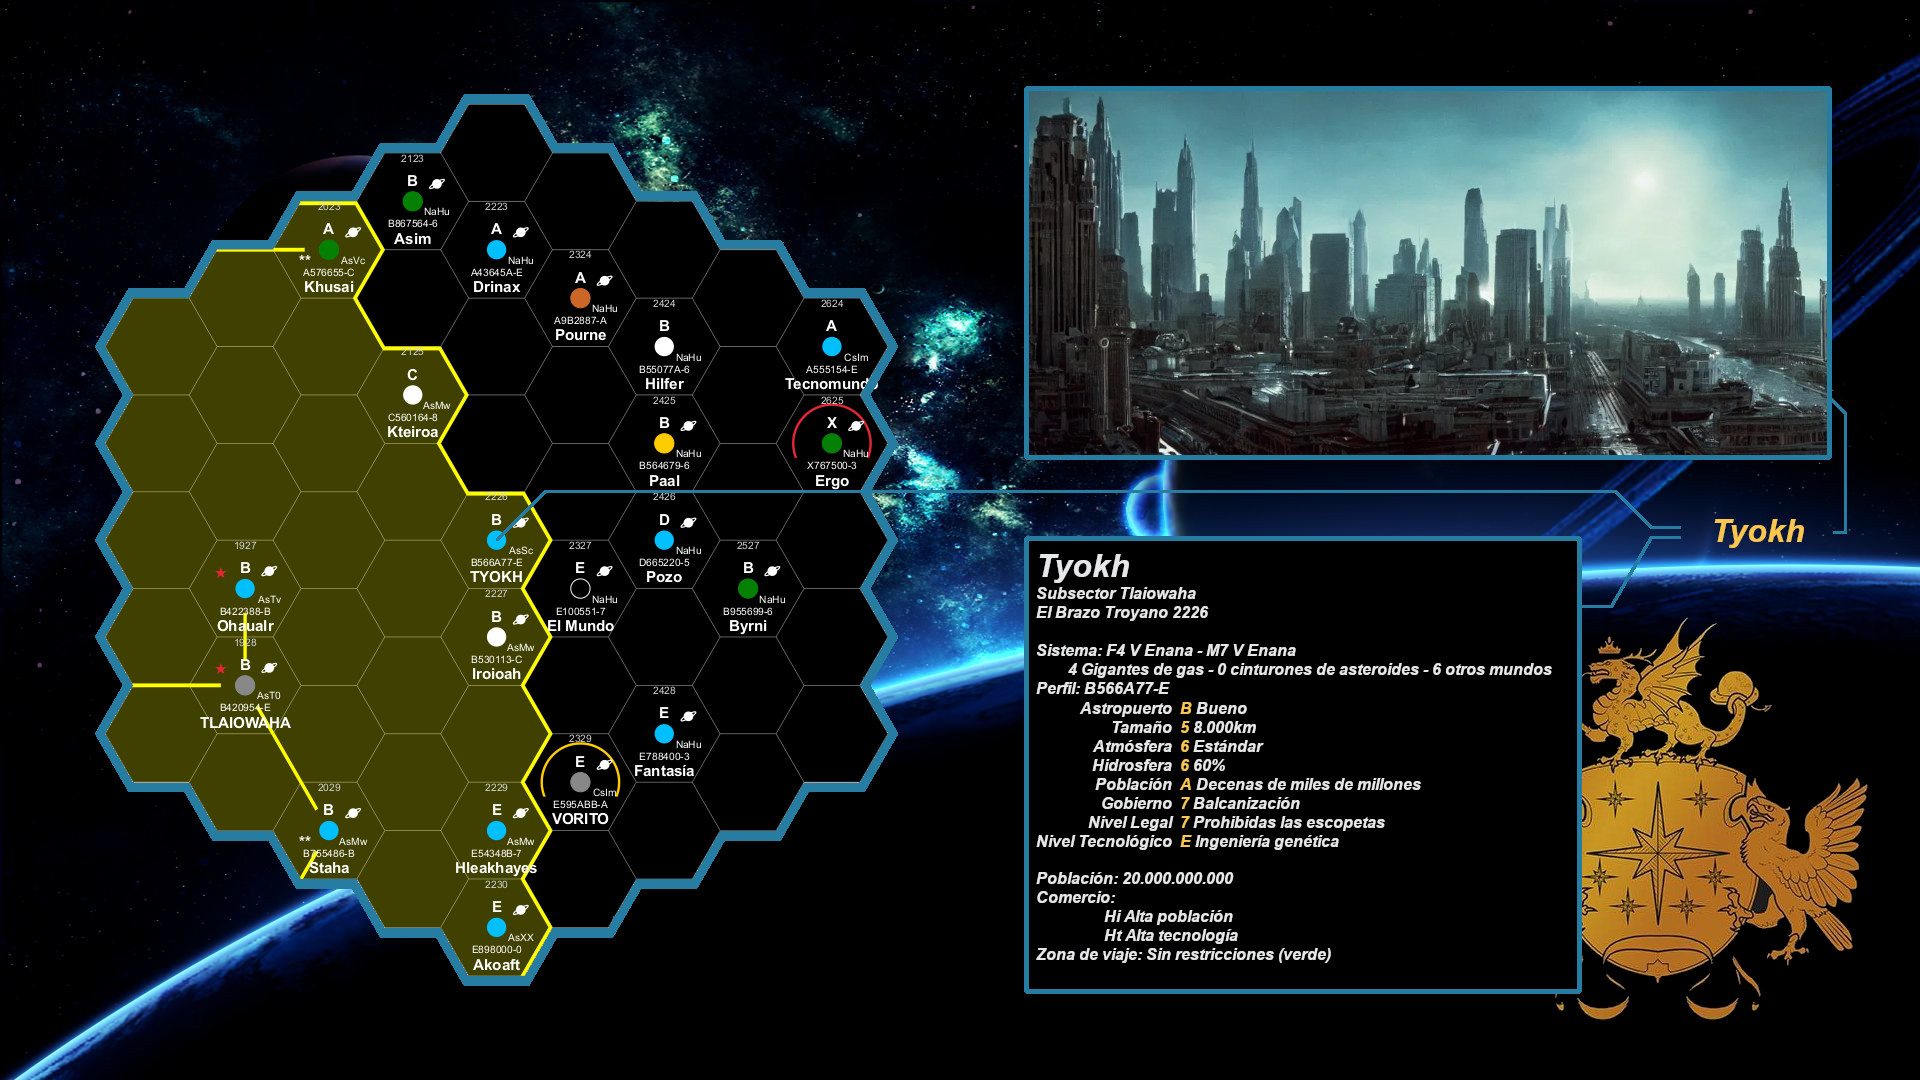 2123
B
NaHu
B867564-6
Asim
2023
A
**
AsVc
A576655-C
Khusai
2223
A
NaHu
A43645A-E
Drinax
2324
A
NaHu
A9B2887-A
Pourne
2424
B
NaHu
B55077A-6
Hilfer
2624
A
CsIm
A555154-E
Tecnomundo
2125
C
AsMw
C560164-8
Kteiroa
2425
B
NaHu
B564679-6
Paal
2625
X
NaHu
X767500-3
Ergo
2226
B
AsSc
B566A77-E
TYOKH
2426
D
NaHu
D665220-5
Pozo
1927
B
AsTv
B422388-B
Ohaualr
2327
E
NaHu
E100551-7
El Mundo
2527
B
NaHu
B955699-6
Byrni
2227
B
AsMw
B530113-C
Iroioah
1928
B
AsT0
B420954-E
TLAIOWAHA
2428
E
NaHu
E788400-3
Fantasía
2329
E
CsIm
E595ABB-A
VORITO
2029
B
**
AsMw
B755486-B
Staha
2229
E
AsMw
E54348B-7
Hleakhayes
2230
E
AsXX
E898000-0
Akoaft
Tyokh
Tyokh
Subsector Tlaiowaha
El Brazo Troyano 2226
Sistema: F4 V Enana - M7 V Enana
4 Gigantes de gas - 0 cinturones de asteroides - 6 otros mundos
Perfil: B566A77-E
Astropuerto B Bueno
Tamaño 5 8.000km
Atmósfera 6 Estándar
Hidrosfera 6 60%
Población A Decenas de miles de millones
Gobierno 7 Balcanización
Nivel Legal 7 Prohibidas las escopetas
Nivel Tecnológico E Ingeniería genética
Población: 20.000.000.000
Comercio:
Hi Alta población
Ht Alta tecnología
Zona de viaje: Sin restricciones (verde)